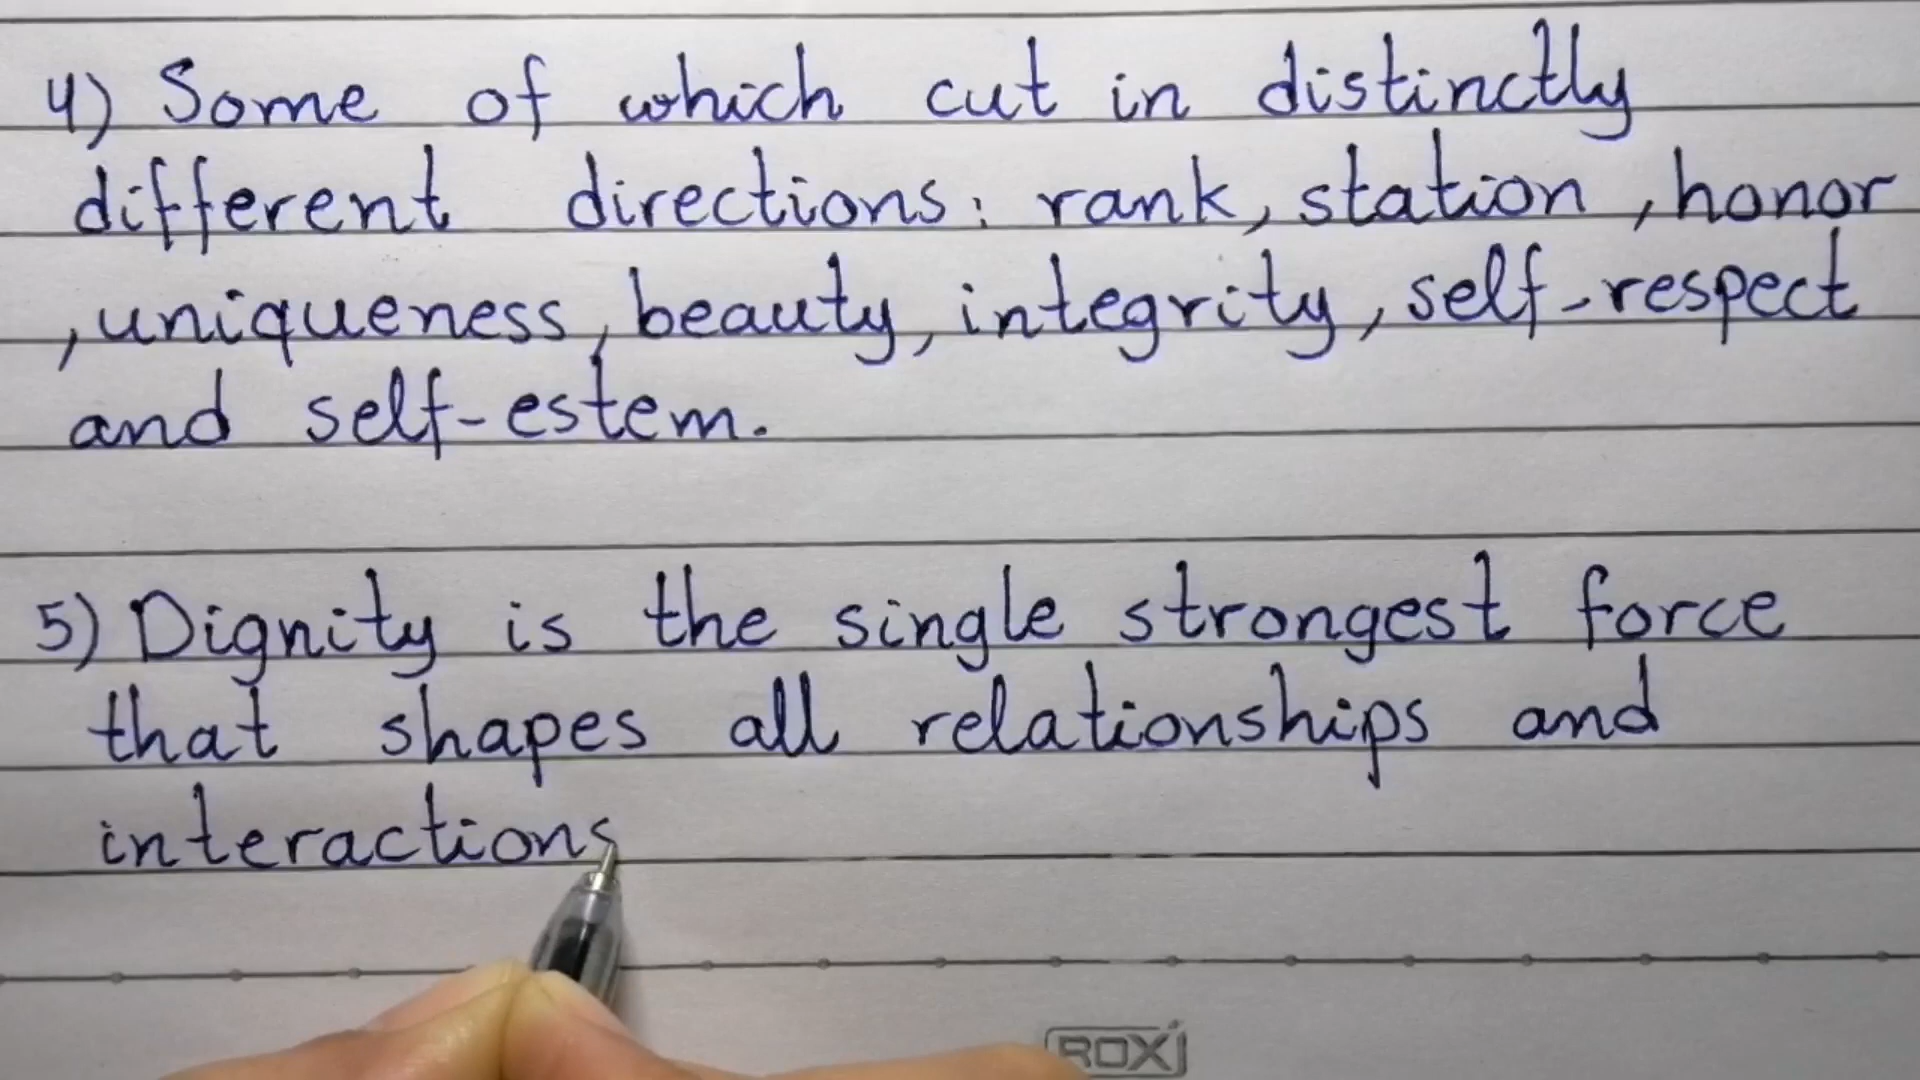 4) Some of which cut in distinctly
different directions: rank, station, honor
, uniqueness, beauty, integrity, self-respect
and self-estem.
5) Dignity is the single strongest force
that shapes all relationships and
interactions
ROXI